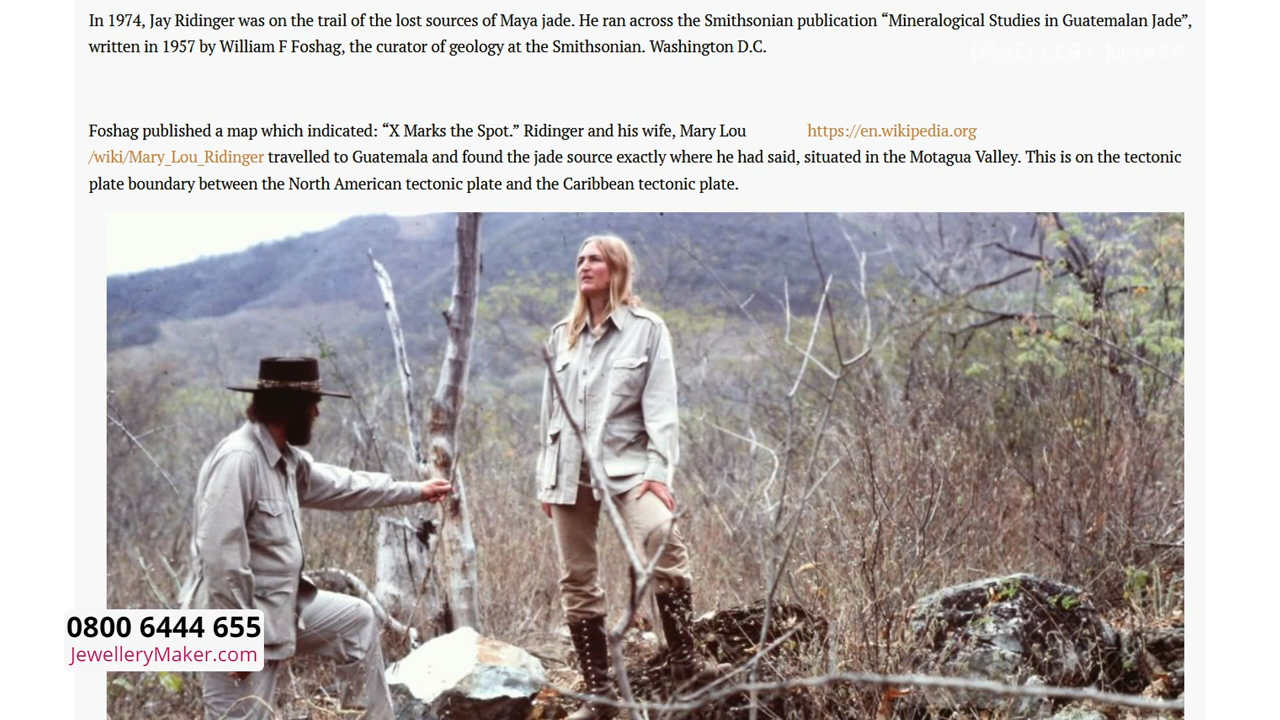 In 1974, Jay Ridinger was on the trail of the lost sources of Maya jade. He ran across the Smithsonian publication “Mineralogical Studies in Guatemalan Jade”,
written in 1957 by William F Foshag, the curator of geology at the Smithsonian. Washington D.C.
JEWELLERY MAKER
Foshag published a map which indicated: “X Marks the Spot.” Ridinger and his wife, Mary Lou https://en.wikipedia.org
/wiki/Mary_Lou_Ridinger travelled to Guatemala and found the jade source exactly where he had said, situated in the Motagua Valley. This is on the tectonic
plate boundary between the North American tectonic plate and the Caribbean tectonic plate.
0800 6444 655
JewelleryMaker.com